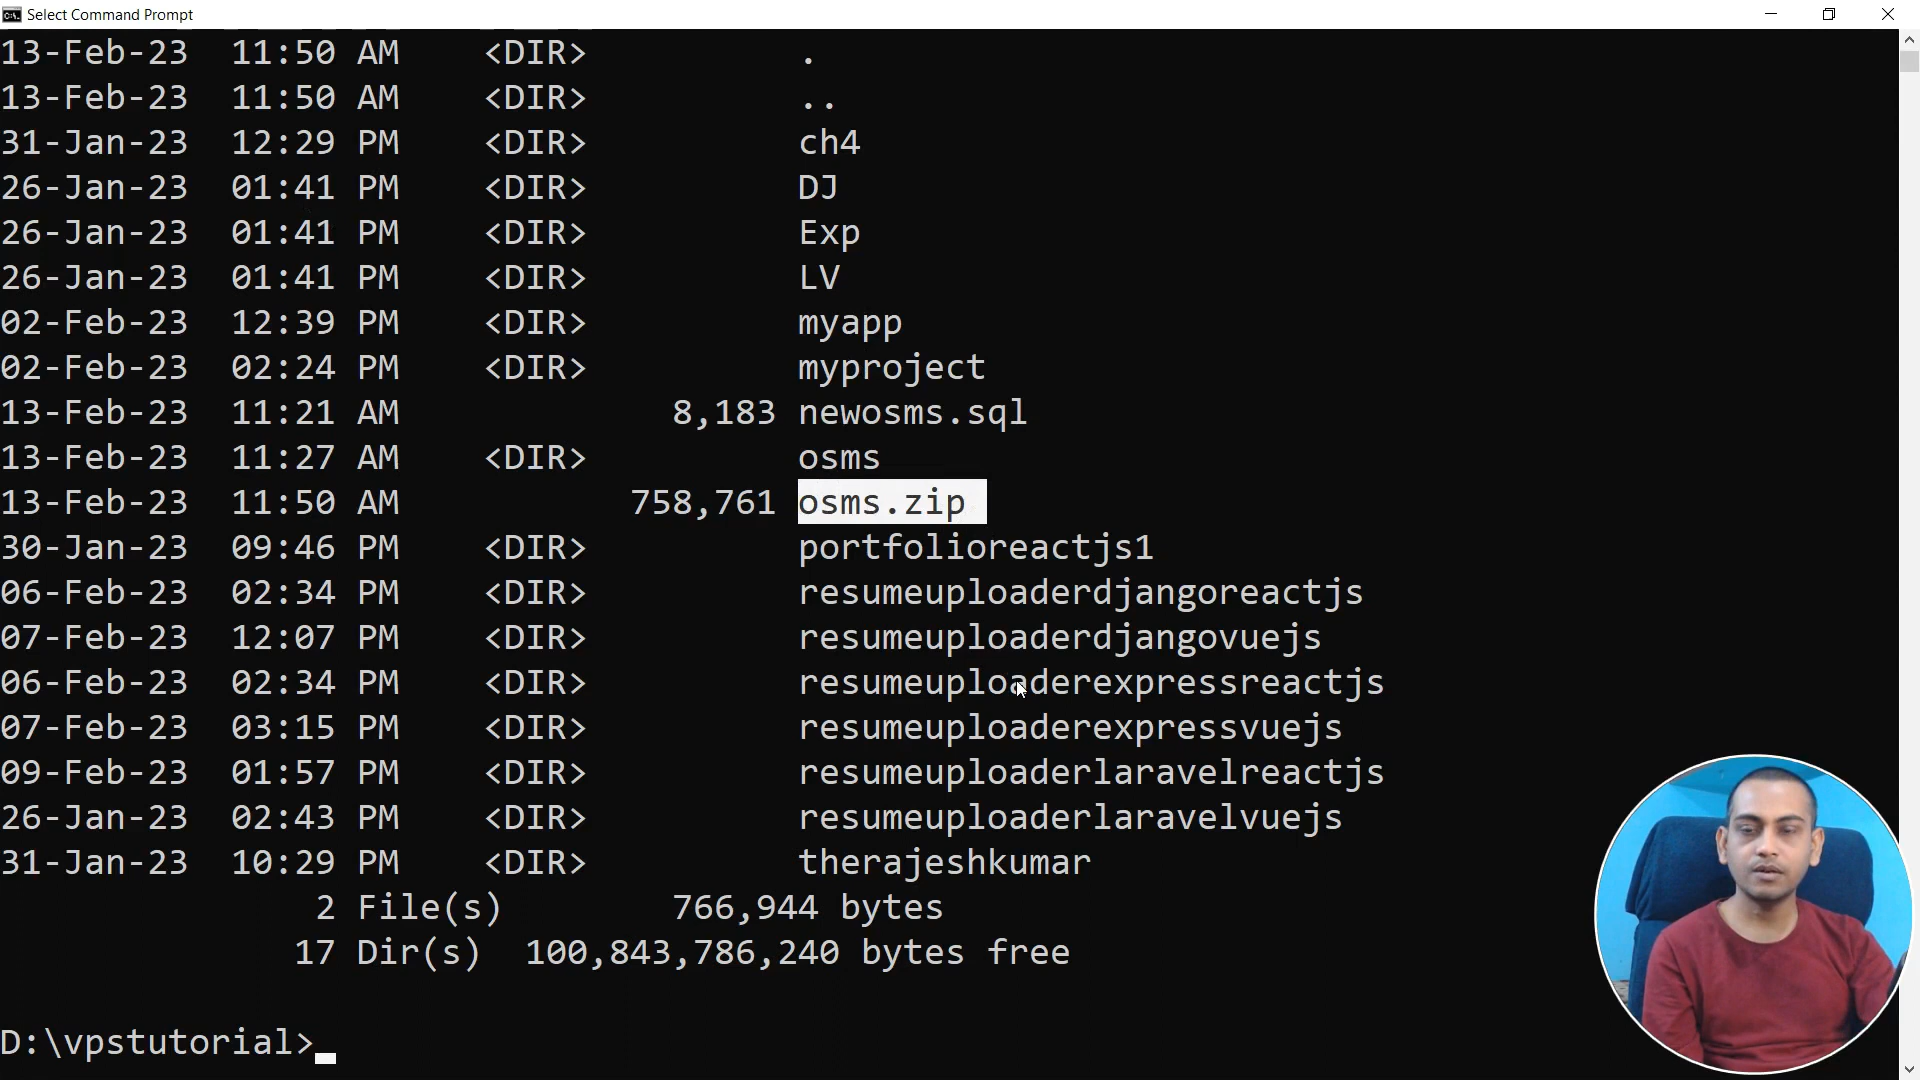 Select Command Prompt
13-Feb-23  11:50 AM    <DIR>          .
13-Feb-23  11:50 AM    <DIR>          ..
31-Jan-23  12:29 PM    <DIR>          ch4
26-Jan-23  01:41 PM    <DIR>          DJ
26-Jan-23  01:41 PM    <DIR>          Exp
26-Jan-23  01:41 PM    <DIR>          LV
02-Feb-23  12:39 PM    <DIR>          myapp
02-Feb-23  02:24 PM    <DIR>          myproject
13-Feb-23  11:21 AM             8,183 newosms.sql
13-Feb-23  11:27 AM    <DIR>          osms
13-Feb-23  11:50 AM           758,761 osms.zip
30-Jan-23  09:46 PM    <DIR>          portfolioreactjs1
06-Feb-23  02:34 PM    <DIR>          resumeuploaderdjangoreactjs
07-Feb-23  12:07 PM    <DIR>          resumeuploaderdjangovuejs
06-Feb-23  02:34 PM    <DIR>          resumeuploaderexpressreactjs
07-Feb-23  03:15 PM    <DIR>          resumeuploaderexpressvuejs
09-Feb-23  01:57 PM    <DIR>          resumeuploaderlaravelreactjs
26-Jan-23  02:43 PM    <DIR>          resumeuploaderlaravelvuejs
31-Jan-23  10:29 PM    <DIR>          therajeshkumar
2 File(s)        766,944 bytes
17 Dir(s)  100,843,786,240 bytes free
D:\vpstutorial>